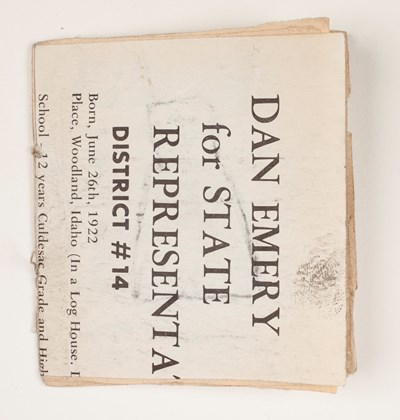 DAN EMERY
for STATE
REPRESENTA
DISTRICT #14
Born, June 26th, 1922
Place, Woodland, Idaho (In a Log House,
School - 12 years Culdesac Grade and High